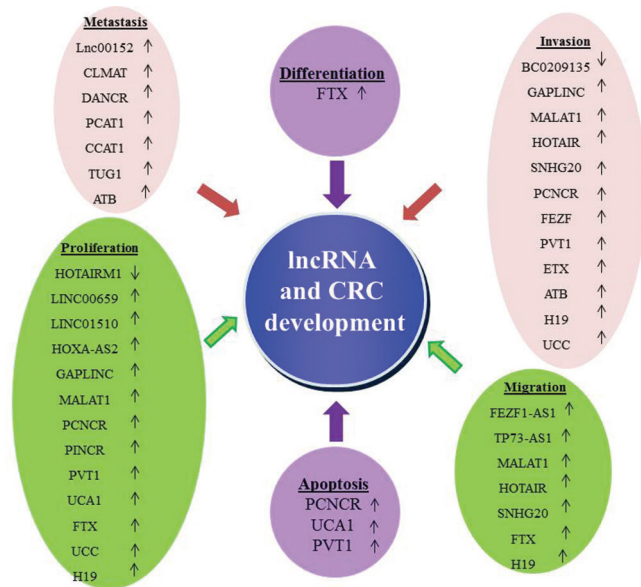 Metastasis
Lnc00152 ↑
CLMAT ↑
DANCR ↑
PCAT1 ↑
CCAT1 ↑
TUG1 ↑
ATB ↑
Differentiation
FTX ↑
Invasion
BC0209135 ↓
GAPLINC ↑
MALAT1 ↑
HOTAIR ↑
SNHG20 ↑
PCNCR ↑
FEZF ↑
PVT1 ↑
ETX ↑
ATB ↑
H19 ↑
UCC ↑
lncRNA
and CRC
development
Proliferation
HOTAIRM1 ↓
LINC00659 ↑
LINC01510 ↑
HOXA-AS2 ↑
GAPLINC ↑
MALAT1 ↑
PCNCR ↑
PINCR ↑
PVT1 ↑
UCA1 ↑
FTX ↑
UCC ↑
H19 ↑
Apoptosis
PCNCR ↑
UCA1 ↑
PVT1 ↑
Migration
FEZF1-AS1 ↑
TP73-AS1 ↑
MALAT1 ↑
HOTAIR ↑
SNHG20 ↑
FTX ↑
H19 ↑